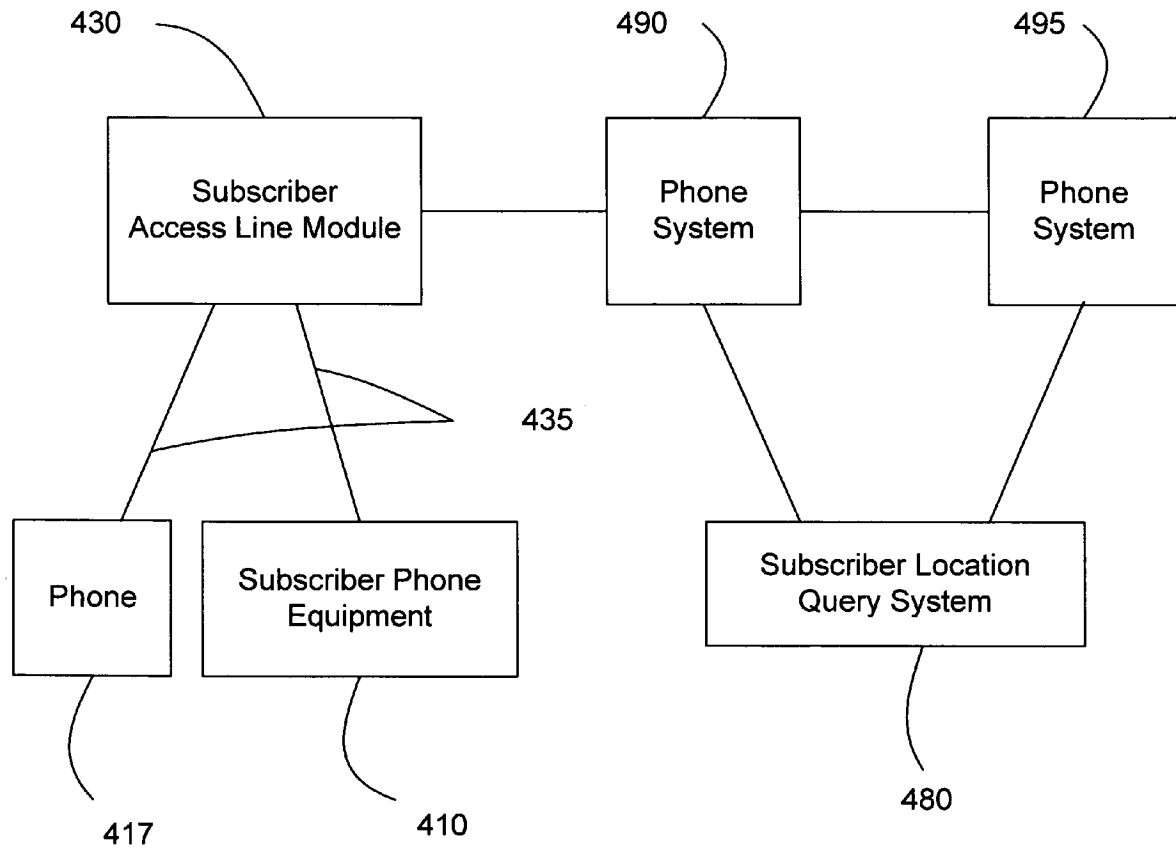 430
490
495
Subscriber
Access Line Module
Phone
System
Phone
System
435
Phone
Subscriber Phone
Equipment
Subscriber Location
Query System
417
410
480